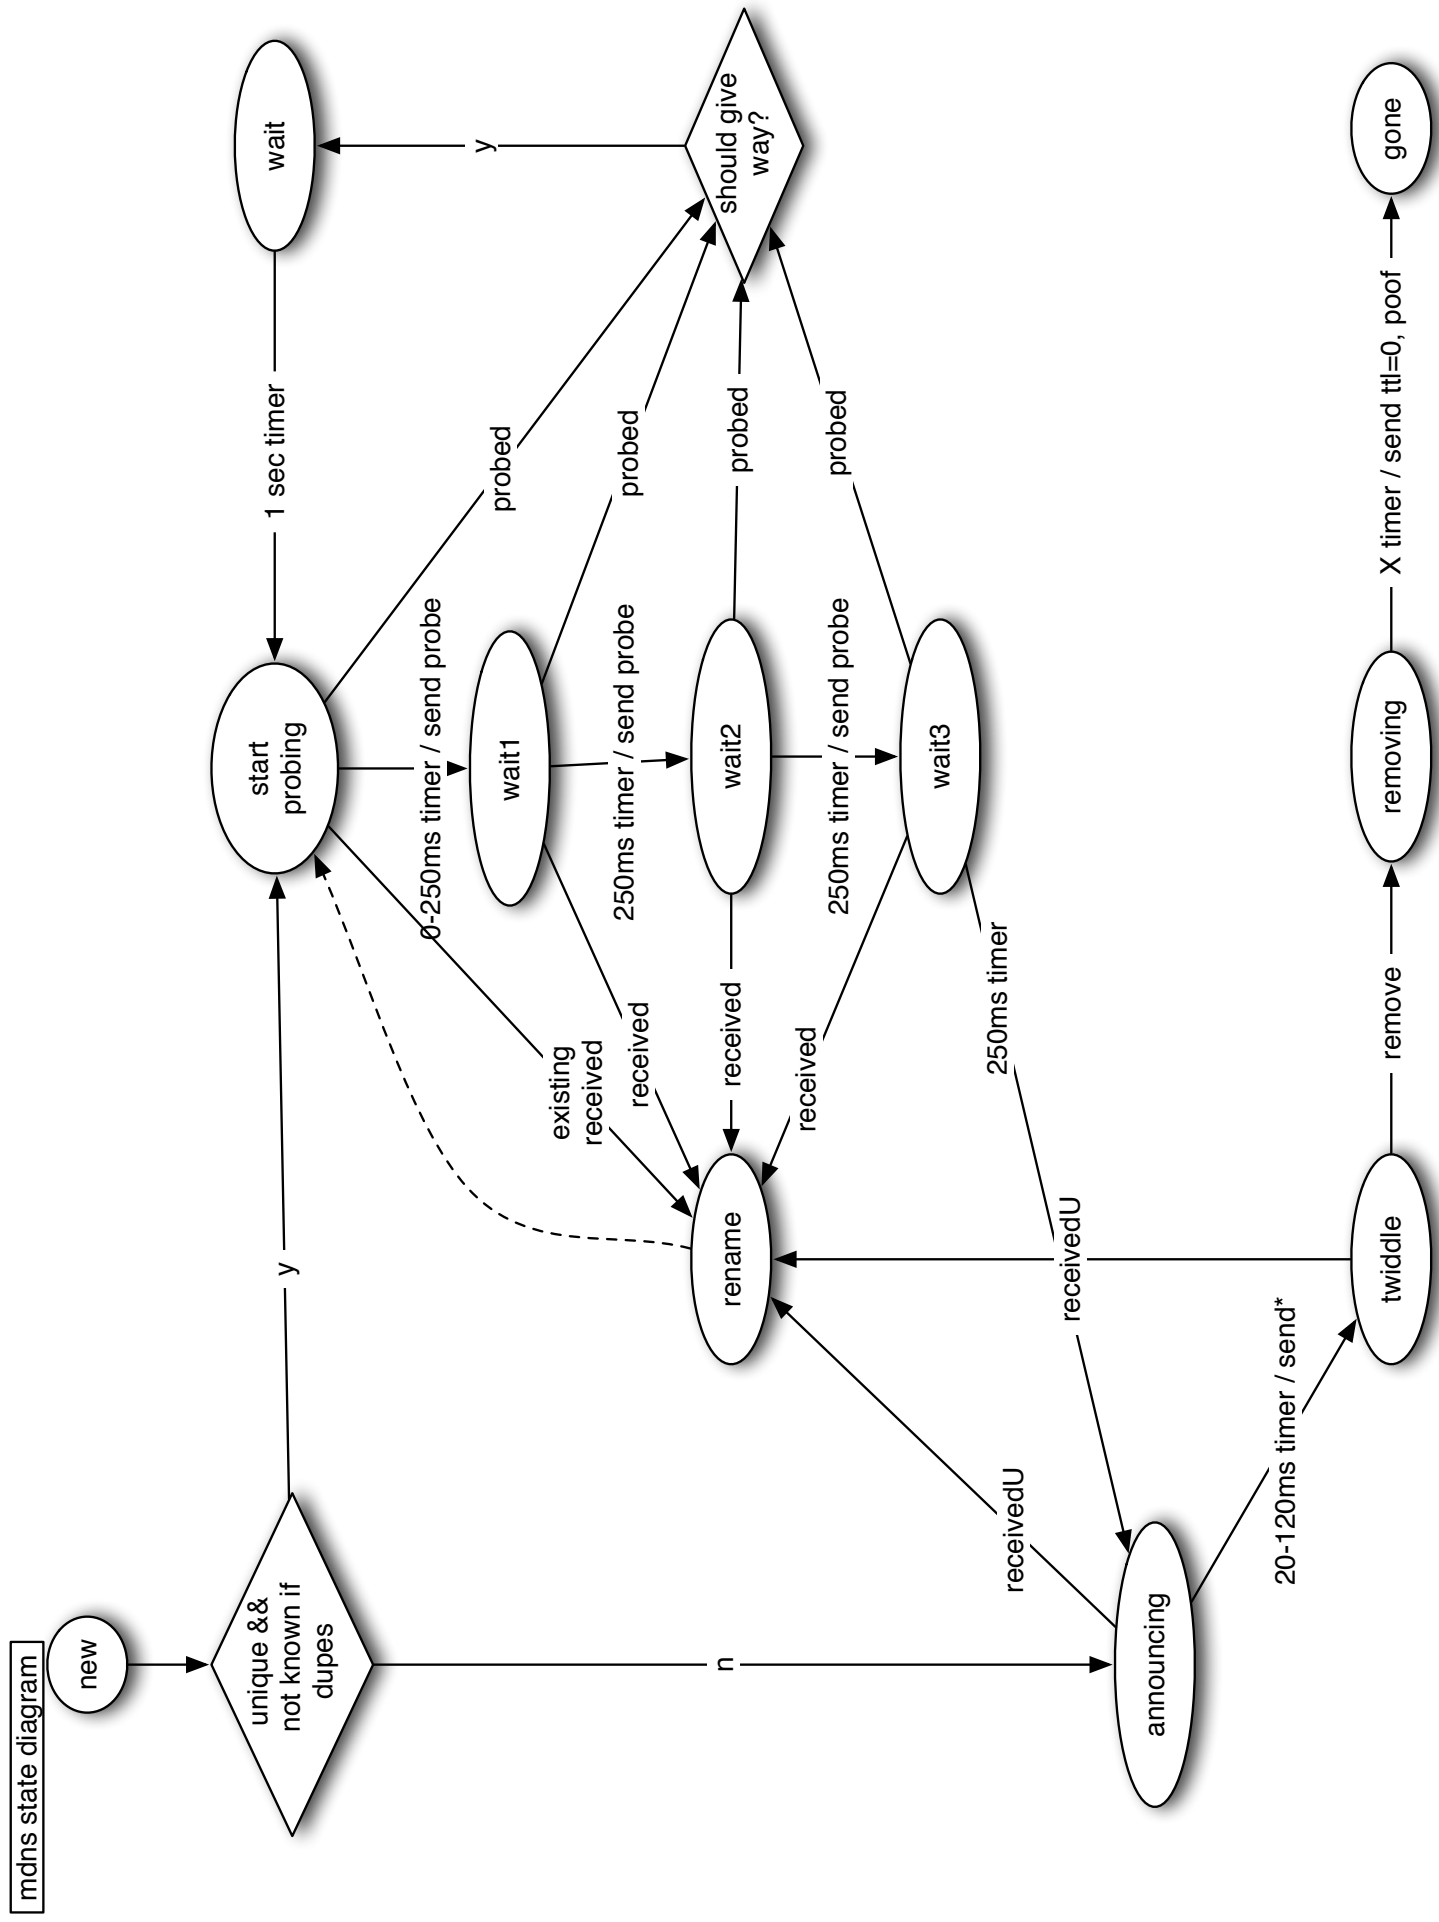 mdns state diagram
new
unique &&
not known if
dupes
y
n
start
probing
1 sec timer
wait
y
should give
way?
probed
probed
probed
probed
0-250ms timer / send probe
wait1
250ms timer / send probe
wait2
250ms timer / send probe
wait3
existing
received
received
received
received
rename
250ms timer
receivedU
receivedU
announcing
20-120ms timer / send*
twiddle
remove
removing
X timer / send ttl=0, poof
gone